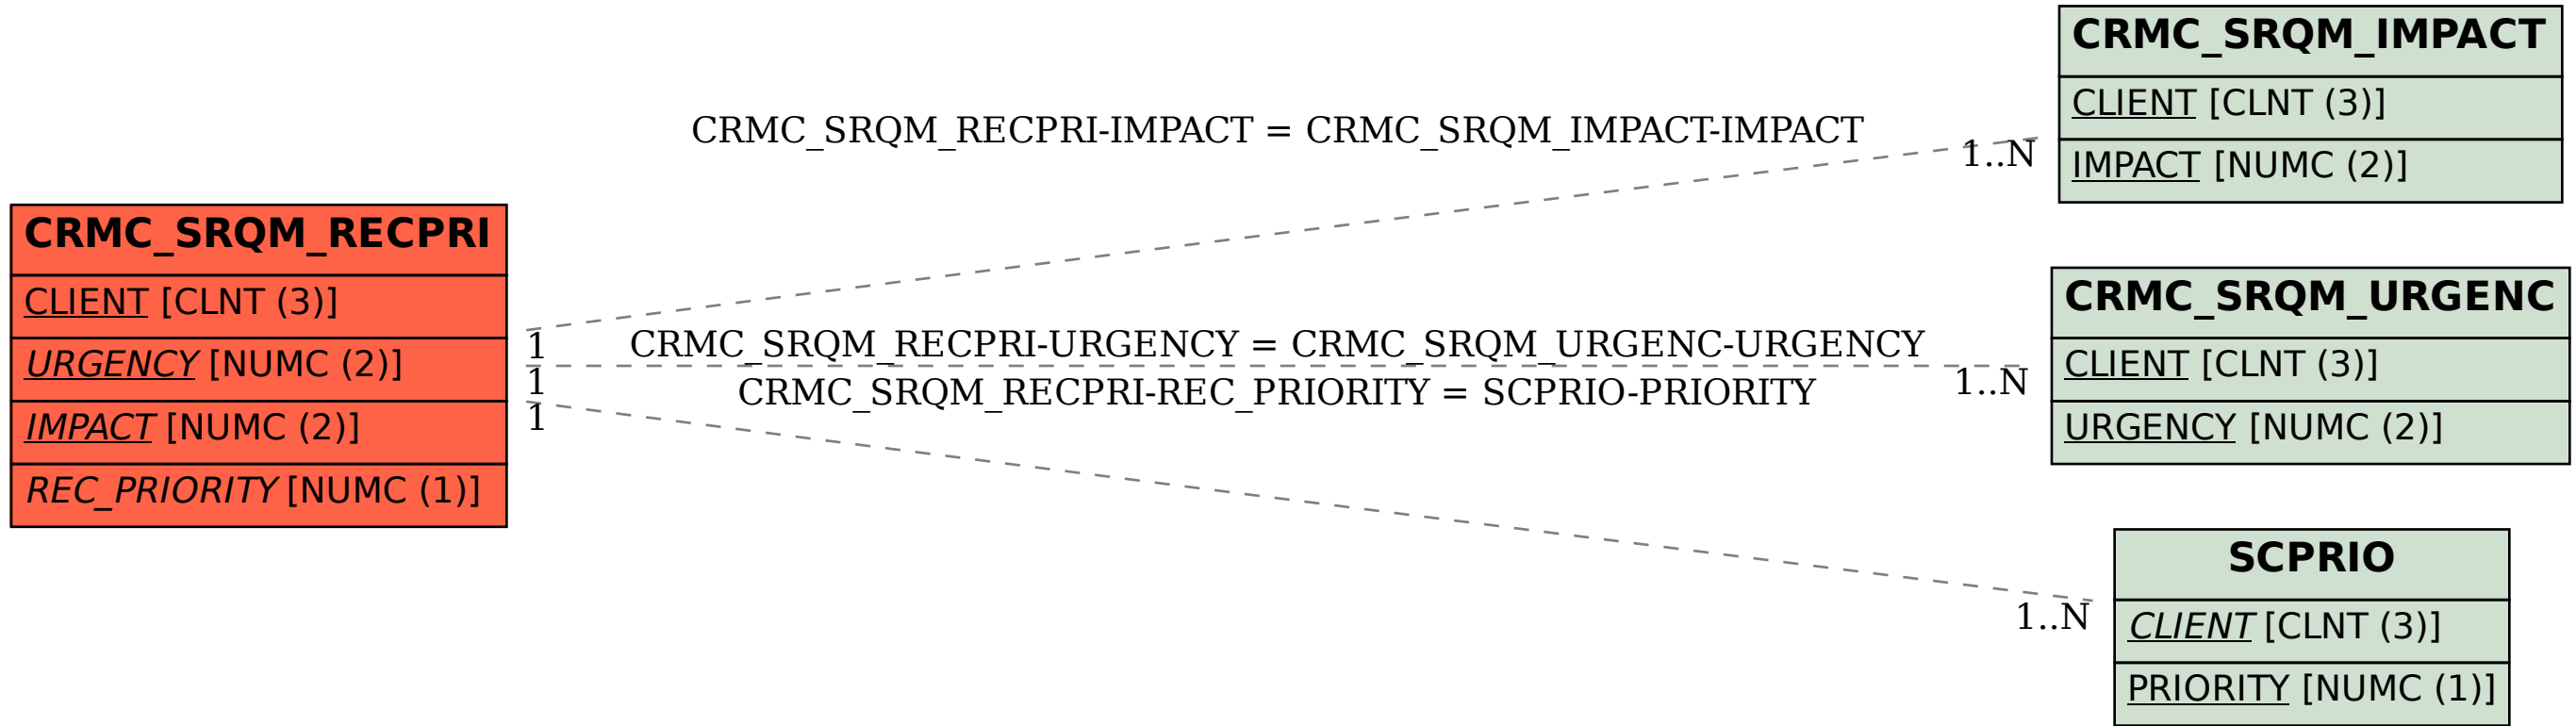 CRMC_SRQM_RECPRI
CLIENT [CLNT (3)]
URGENCY [NUMC (2)]
IMPACT [NUMC (2)]
REC_PRIORITY [NUMC (1)]
CRMC_SRQM_RECPRI-IMPACT = CRMC_SRQM_IMPACT-IMPACT
1
1..N
CRMC_SRQM_RECPRI-URGENCY = CRMC_SRQM_URGENC-URGENCY
1
1..N
CRMC_SRQM_RECPRI-REC_PRIORITY = SCPRIO-PRIORITY
1
1..N
CRMC_SRQM_IMPACT
CLIENT [CLNT (3)]
IMPACT [NUMC (2)]
CRMC_SRQM_URGENC
CLIENT [CLNT (3)]
URGENCY [NUMC (2)]
SCPRIO
CLIENT [CLNT (3)]
PRIORITY [NUMC (1)]